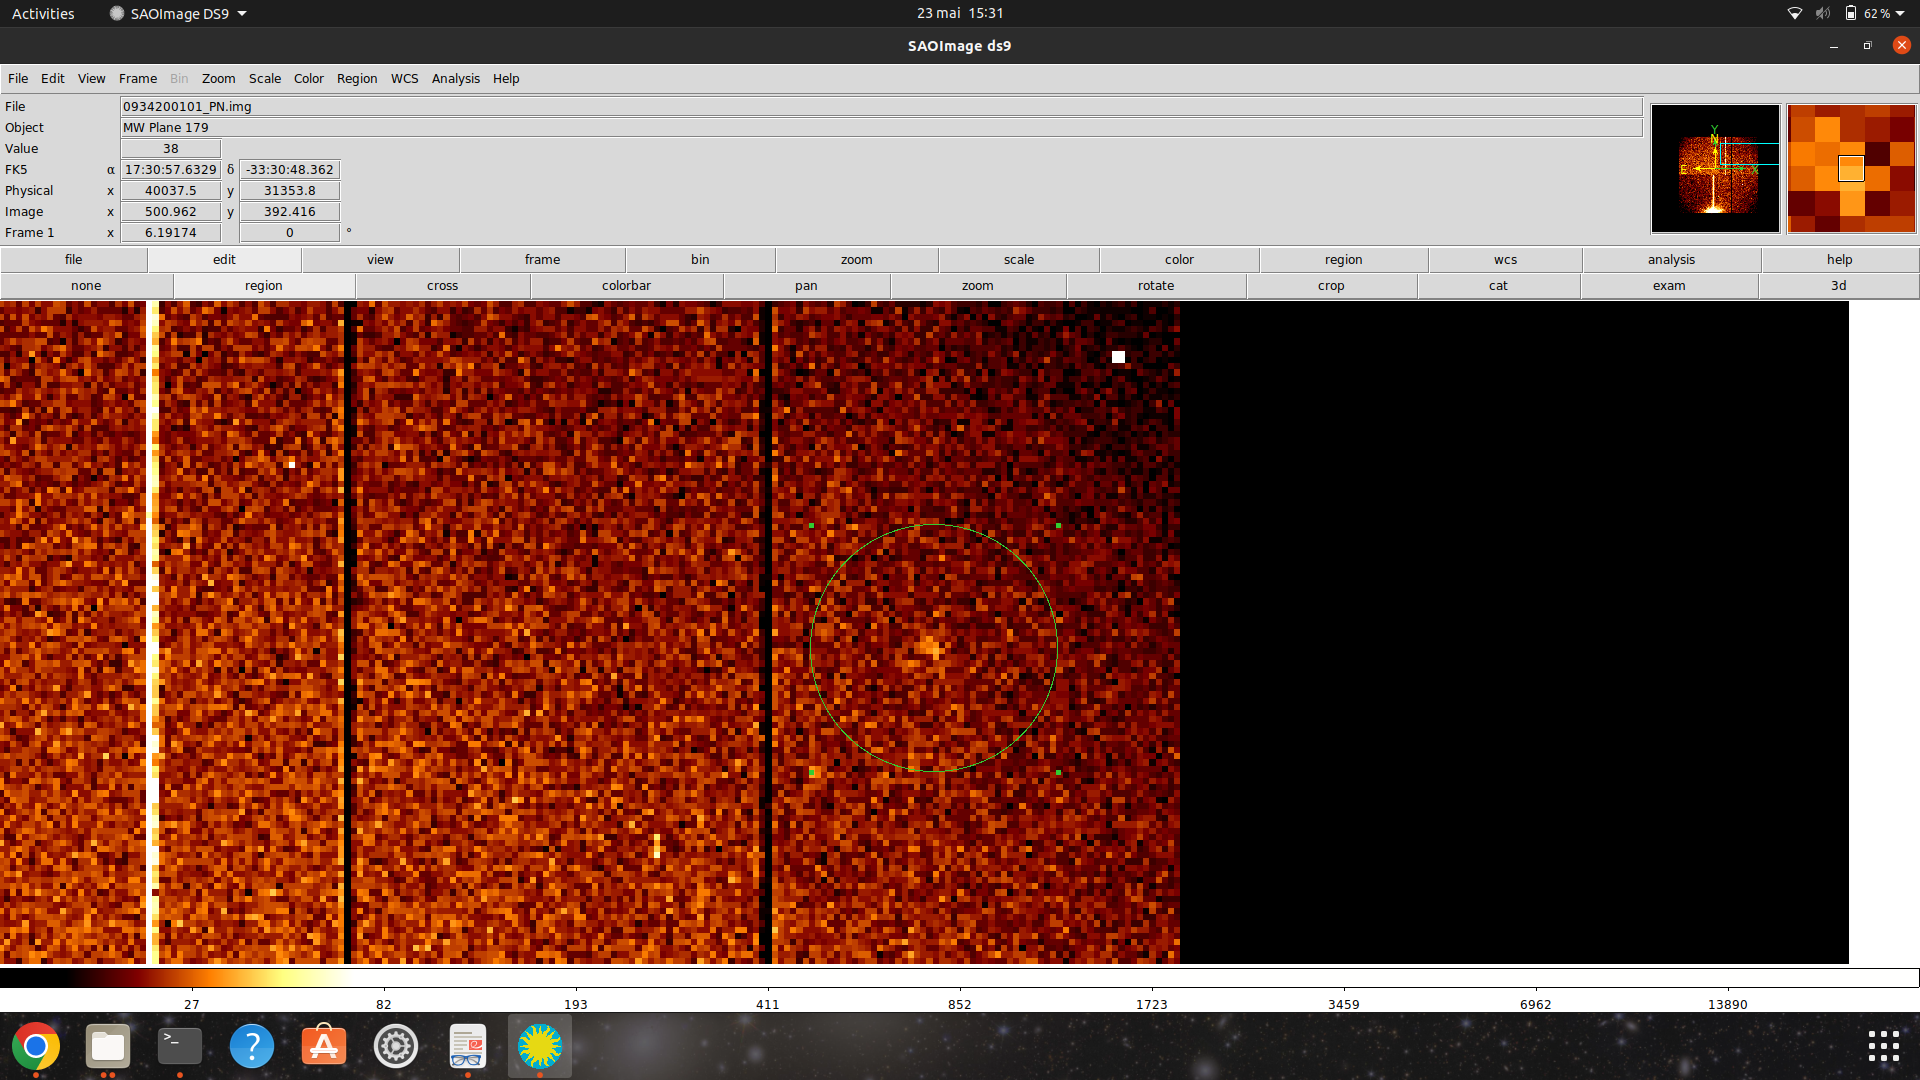 Activities SAOImage DS9 23 mai 15:31 62 %
SAOImage ds9
File Edit View Frame Bin Zoom Scale Color Region WCS Analysis Help
File 0934200101_PN.img
Object MW Plane 179
Value 38
FK5 α 17:30:57.6329 δ -33:30:48.362
Physical x 40037.5 y 31353.8
Image x 500.962 y 392.416
Frame 1 x 6.19174 0 °
Y
N
E X
file edit view frame bin zoom scale color region wcs analysis help
none region cross colorbar pan zoom rotate crop cat exam 3d
27 82 193 411 852 1723 3459 6962 13890
>_ ? A